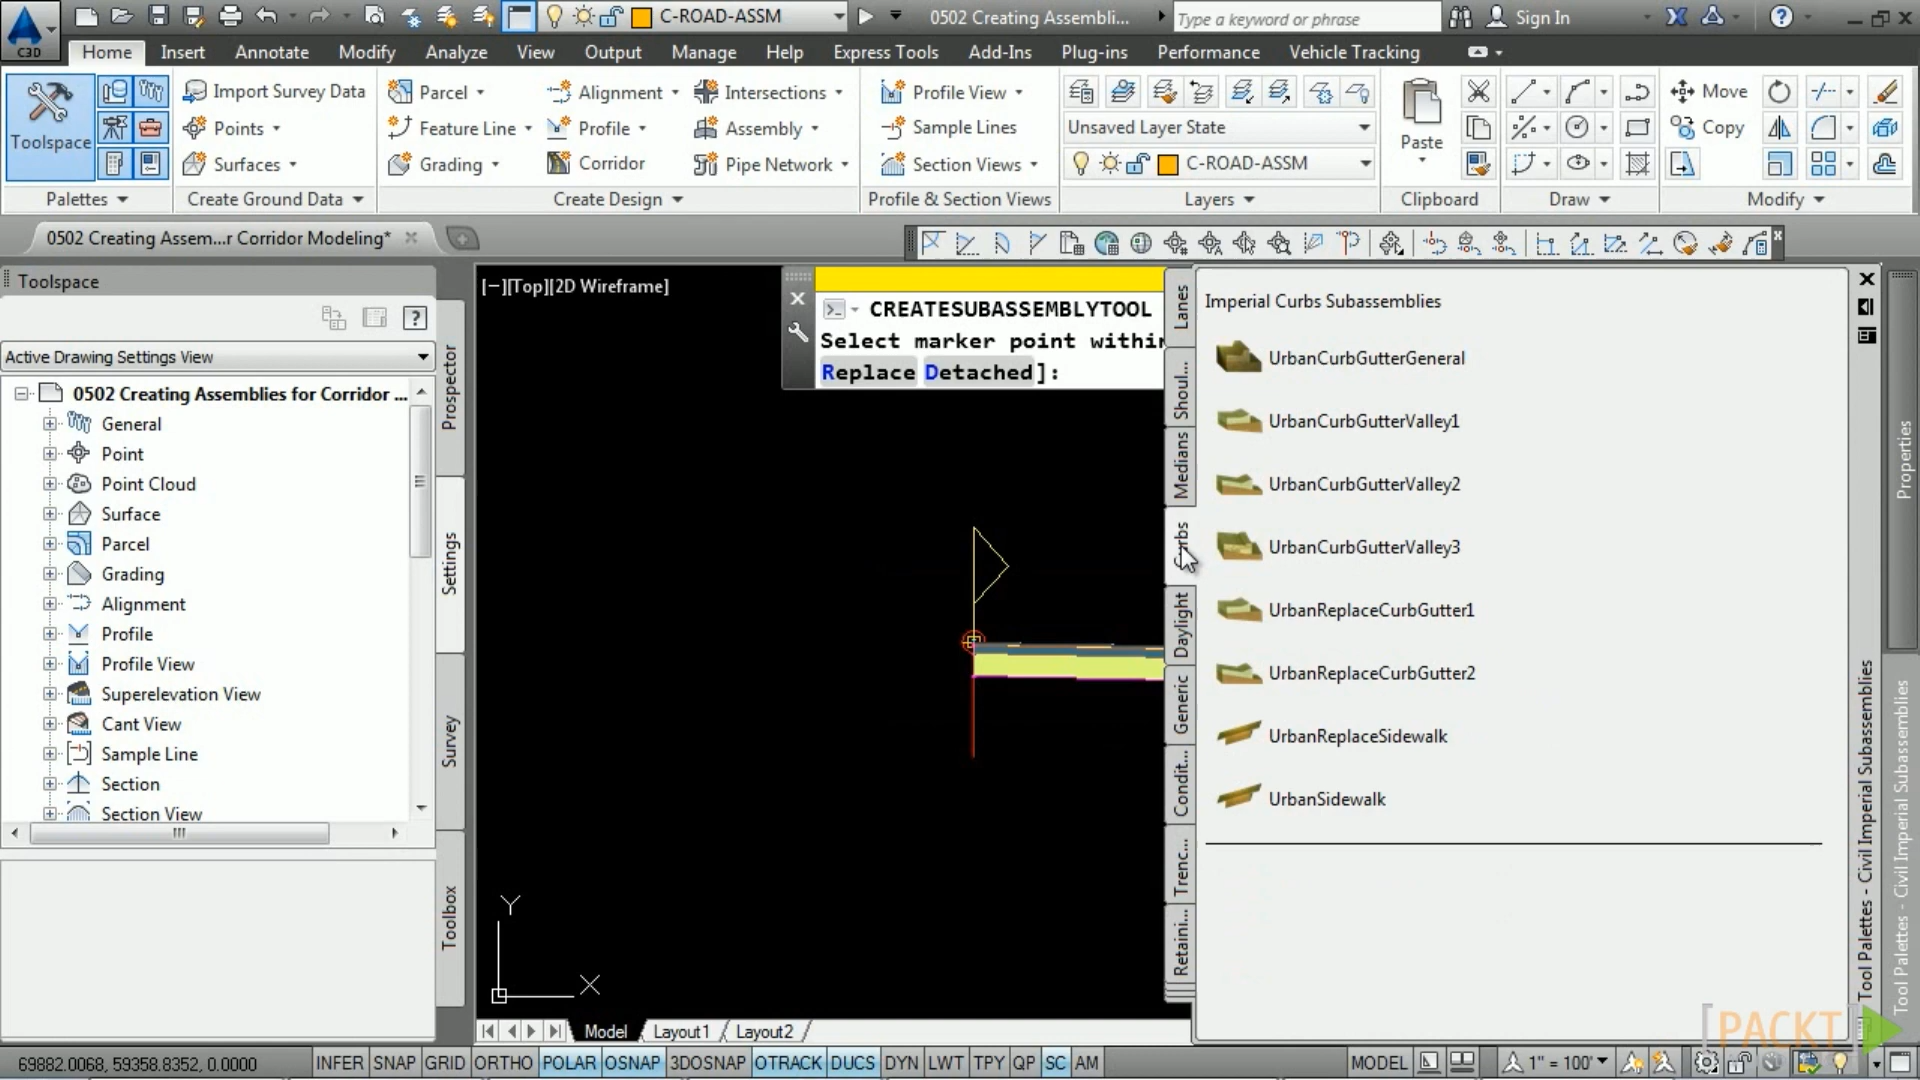 C-ROAD-ASSM
0502 Creating Assembli...
Type a keyword or phrase
Sign In
C3D
Home Insert Annotate Modify Analyze View Output Manage Help Express Tools Add-Ins Plug-ins Performance Vehicle Tracking
Toolspace
Import Survey Data
Points
Surfaces
Parcel
Feature Line
Grading
Alignment
Profile
Corridor
Intersections
Assembly
Pipe Network
Profile View
Sample Lines
Section Views
Unsaved Layer State
C-ROAD-ASSM
Paste
Move
Copy
Palettes
Create Ground Data
Create Design
Profile & Section Views
Layers
Clipboard
Draw
Modify
0502 Creating Assem...r Corridor Modeling*
Toolspace
Active Drawing Settings View
0502 Creating Assemblies for Corridor ...
General
Point
Point Cloud
Surface
Parcel
Grading
Alignment
Profile
Profile View
Superelevation View
Cant View
Sample Line
Section
Section View
Prospector
Settings
Survey
Toolbox
[−][Top][2D Wireframe]
CREATESUBASSEMBLYTOOL
Select marker point within
Replace Detached]:
Y
X
Lanes
Shoul...
Medians
Curbs
Daylight
Generic
Condit...
Trenc...
Retaini...
Imperial Curbs Subassemblies
UrbanCurbGutterGeneral
UrbanCurbGutterValley1
UrbanCurbGutterValley2
UrbanCurbGutterValley3
UrbanReplaceCurbGutter1
UrbanReplaceCurbGutter2
UrbanReplaceSidewalk
UrbanSidewalk
Tool Palettes - Civil Imperial Subassemblies
Properties
Tool Palettes - Civil Imperial Subassemblies
[PACKT]
Model Layout1 Layout2
69882.0068, 59358.8352, 0.0000
INFER SNAP GRID ORTHO POLAR OSNAP 3DOSNAP OTRACK DUCS DYN LWT TPY QP SC AM
MODEL
1" = 100'